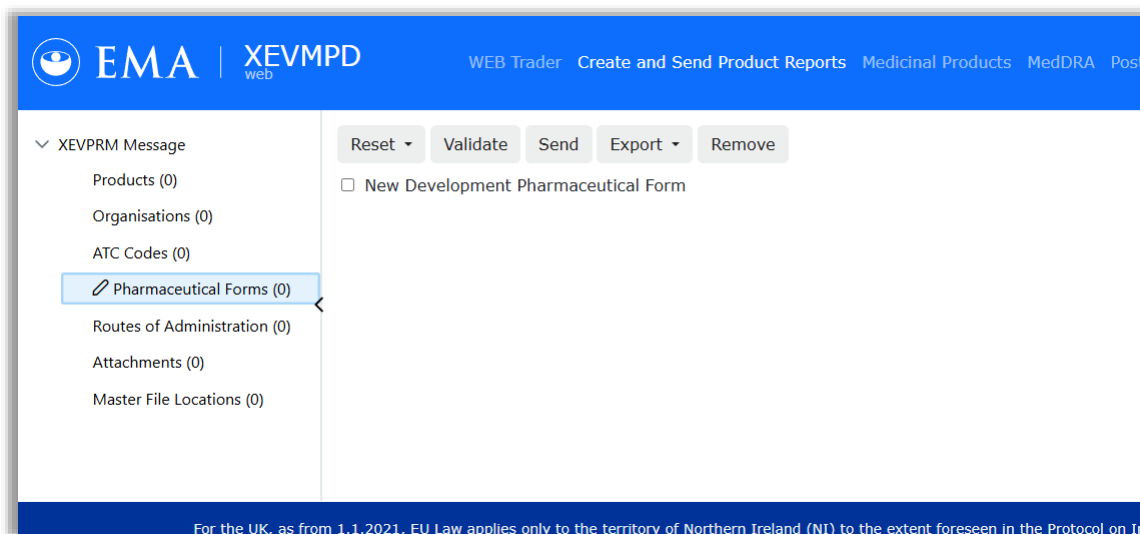 EMA XEVMPD
web
WEB Trader Create and Send Product Reports Medicinal Products MedDRA Post
XEVPRM Message
Products (0)
Organisations (0)
ATC Codes (0)
Pharmaceutical Forms (0)
Routes of Administration (0)
Attachments (0)
Master File Locations (0)
Reset Validate Send Export Remove
New Development Pharmaceutical Form
For the UK, as from 1.1.2021, EU Law applies only to the territory of Northern Ireland (NI) to the extent foreseen in the Protocol on